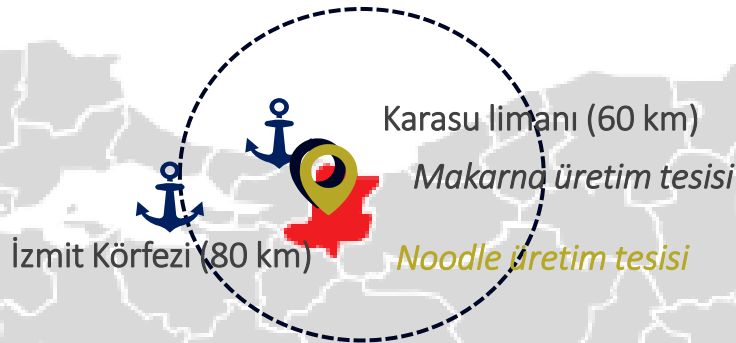 Karasu limanı (60 km)
Makarna üretim tesisi
İzmit Körfezi (80 km)
Noodle üretim tesisi